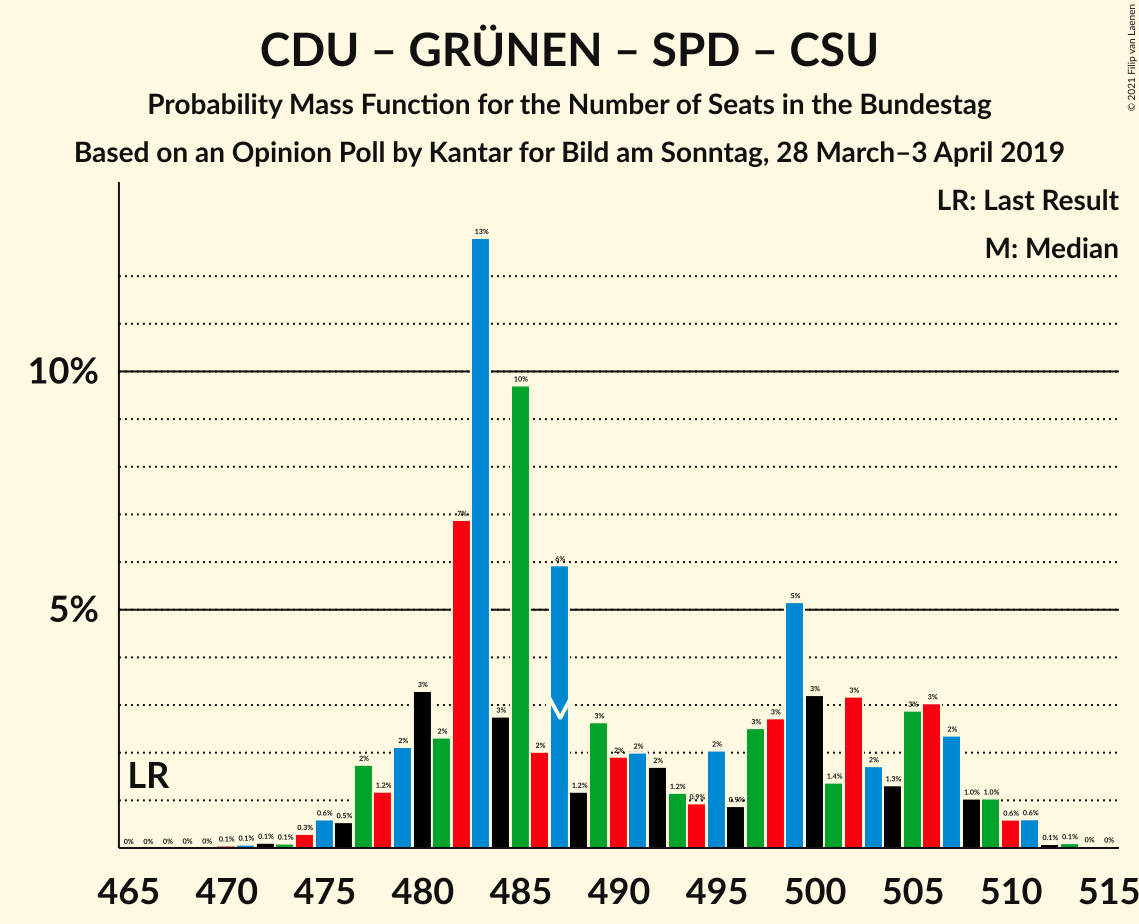 CDU – GRÜNEN – SPD – CSU
Probability Mass Function for the Number of Seats in the Bundestag
Based on an Opinion Poll by Kantar for Bild am Sonntag, 28 March–3 April 2019
© 2021 Filip van Laenen
LR: Last Result
M: Median
10%
5%
LR
0% 0% 0% 0% 0% 0.1% 0.1% 0.1% 0.1% 0.3% 0.6% 0.5% 2% 1.2% 2% 3% 2% 7% 13% 3% 10% 2% 6% 1.2% 3% 2% 2% 2% 1.2% 0.9% 2% 0.9% 3% 3% 5% 3% 1.4% 3% 2% 1.3% 3% 3% 2% 1.0% 1.0% 0.6% 0.6% 0.1% 0.1% 0% 0%
465 470 475 480 485 490 495 500 505 510 515